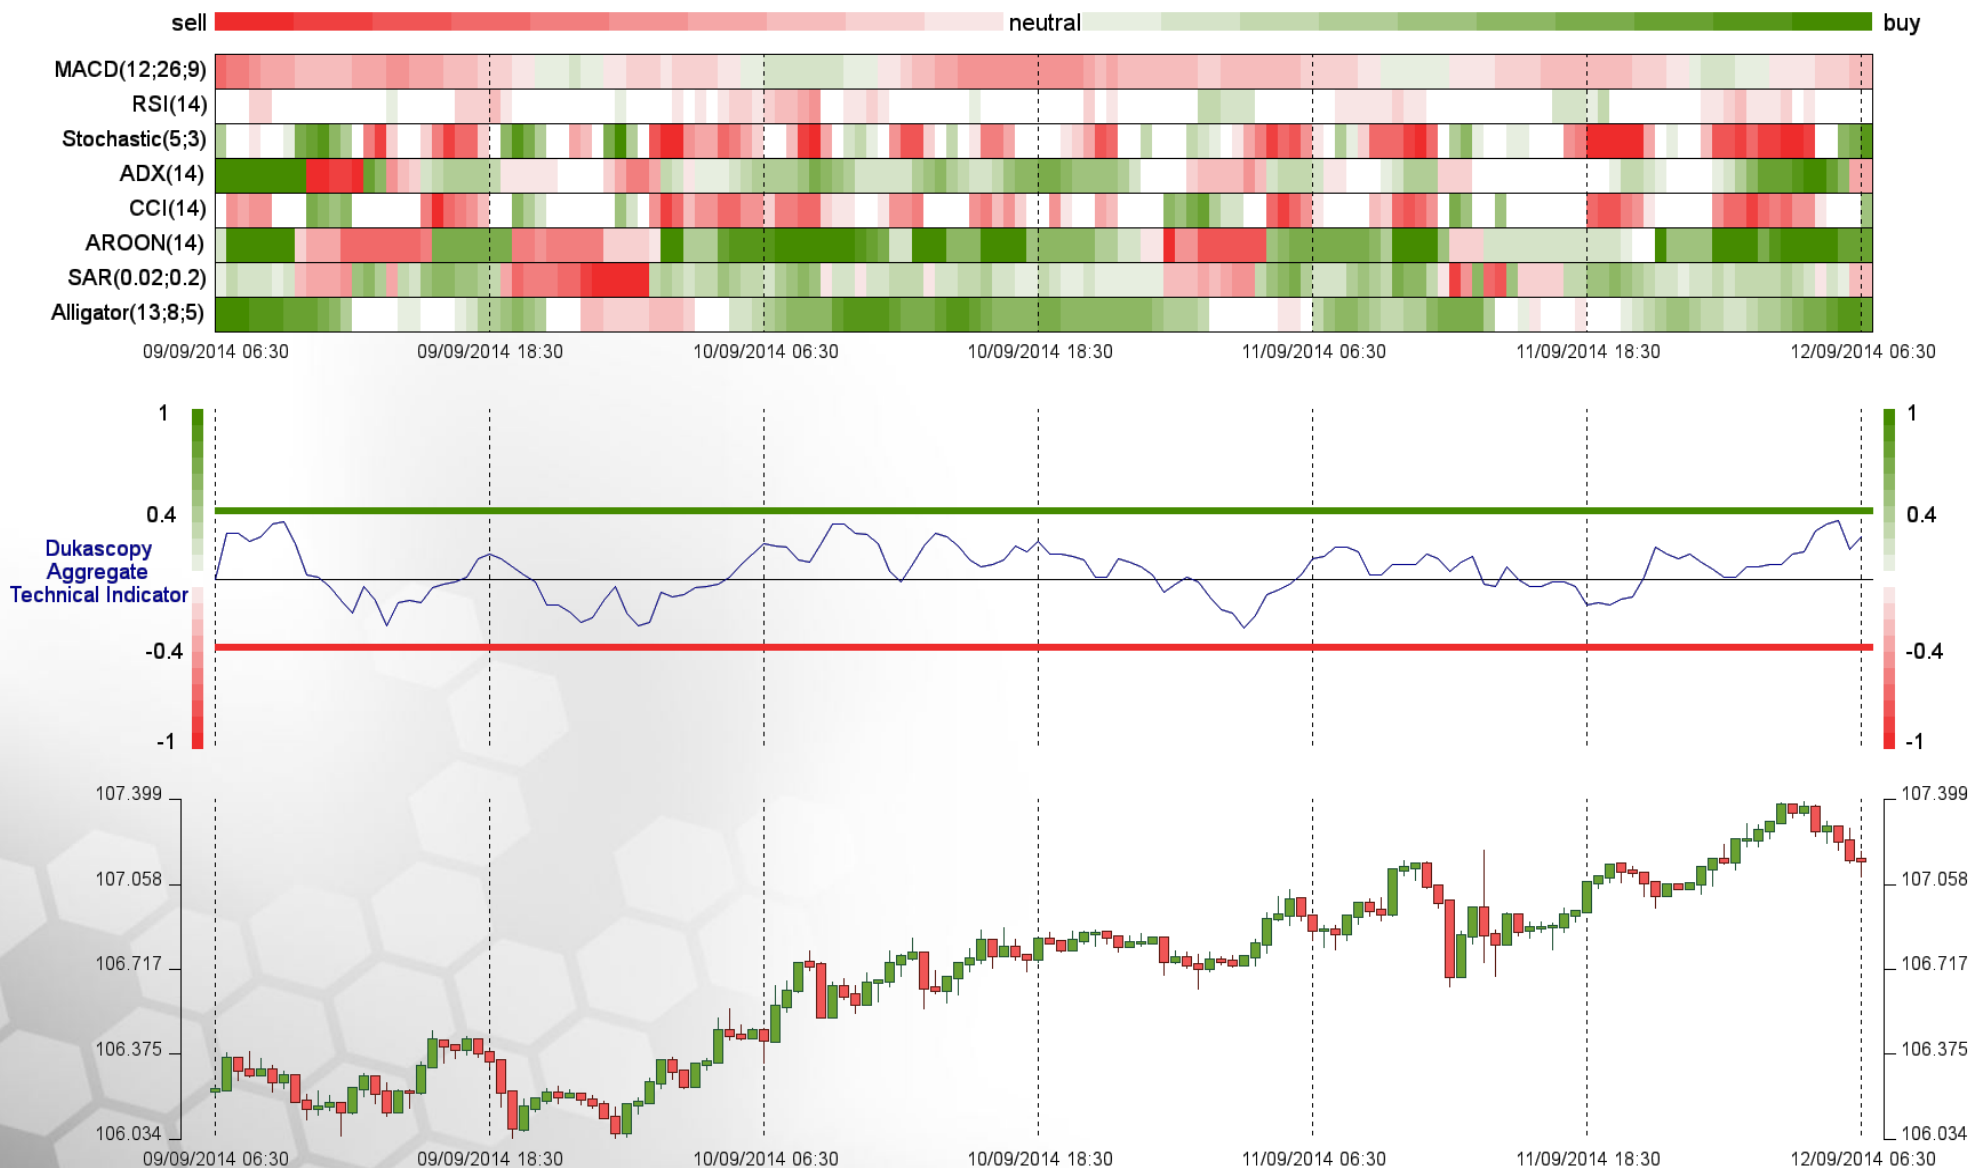 sell neutral buy
MACD(12;26;9)
RSI(14)
Stochastic(5;3)
ADX(14)
CCI(14)
AROON(14)
SAR(0.02;0.2)
Alligator(13;8;5)
09/09/2014 06:30 09/09/2014 18:30 10/09/2014 06:30 10/09/2014 18:30 11/09/2014 06:30 11/09/2014 18:30 12/09/2014 06:30
1 1
0.4 0.4
Dukascopy
Aggregate
Technical Indicator
-0.4 -0.4
-1 -1
107.399 107.399
107.058 107.058
106.717 106.717
106.375 106.375
106.034 106.034
09/09/2014 06:30 09/09/2014 18:30 10/09/2014 06:30 10/09/2014 18:30 11/09/2014 06:30 11/09/2014 18:30 12/09/2014 06:30